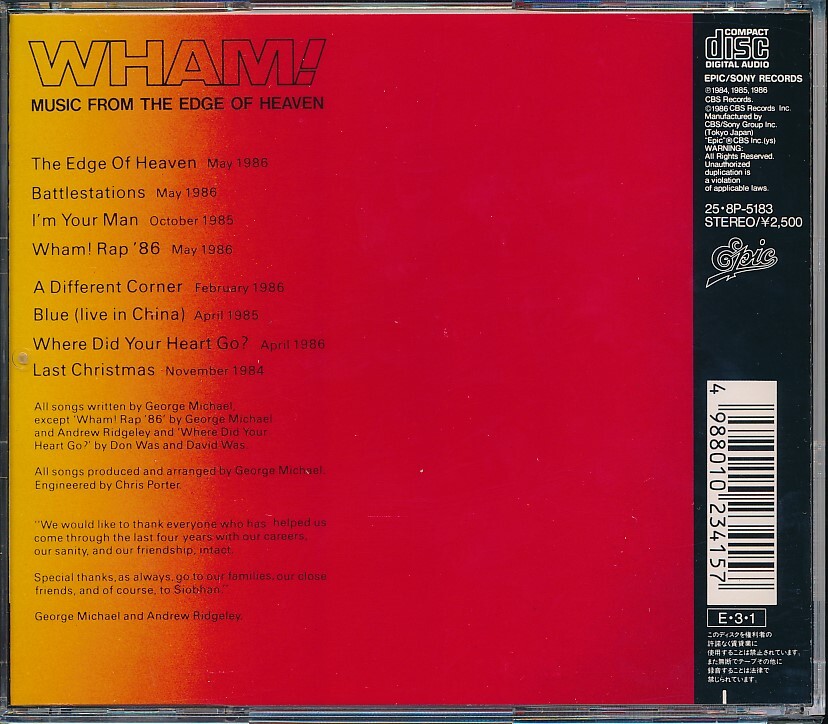 WHAM!
MUSIC FROM THE EDGE OF HEAVEN
The Edge Of Heaven May 1986
Battlestations May 1986
I'm Your Man October 1985
Wham! Rap '86 May 1986
A Different Corner February 1986
Blue (live in China) April 1985
Where Did Your Heart Go? April 1986
Last Christmas November 1984
All songs written by George Michael,
except 'Wham! Rap '86' by George Michael
and Andrew Ridgeley and 'Where Did Your
Heart Go?' by Don Was and David Was.
All songs produced and arranged by George Michael.
Engineered by Chris Porter.
"We would like to thank everyone who has helped us
come through the last four years with our careers,
our sanity, and our friendship, intact.
Special thanks, as always, go to our families, our close
friends, and of course, to Siobhan."
George Michael and Andrew Ridgeley.
COMPACT
disc
DIGITAL AUDIO
EPIC/SONY RECORDS
℗1984, 1985, 1986
CBS Records.
©1986 CBS Records Inc.
Manufactured by
CBS/Sony Group Inc.
(Tokyo Japan)
"Epic"®CBS Inc.(ys)
WARNING:
All Rights Reserved.
Unauthorized
duplication is
a violation
of applicable laws.
25・8P-5183
STEREO/¥2,500
Epic
4 988010 234157
E・3・1
このディスクを権利者の
許諾なく賃貸業に
使用することは禁止されています。
また無断でテープその他に
録音することは法律で
禁じられています。